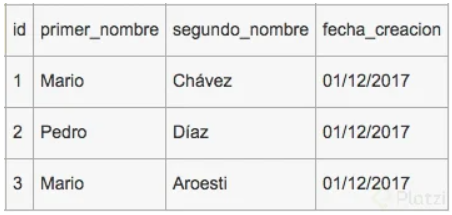 id primer_nombre segundo_nombre fecha_creacion
1 Mario Chávez 01/12/2017
2 Pedro Díaz 01/12/2017
3 Mario Aroesti 01/12/2017
Platzi